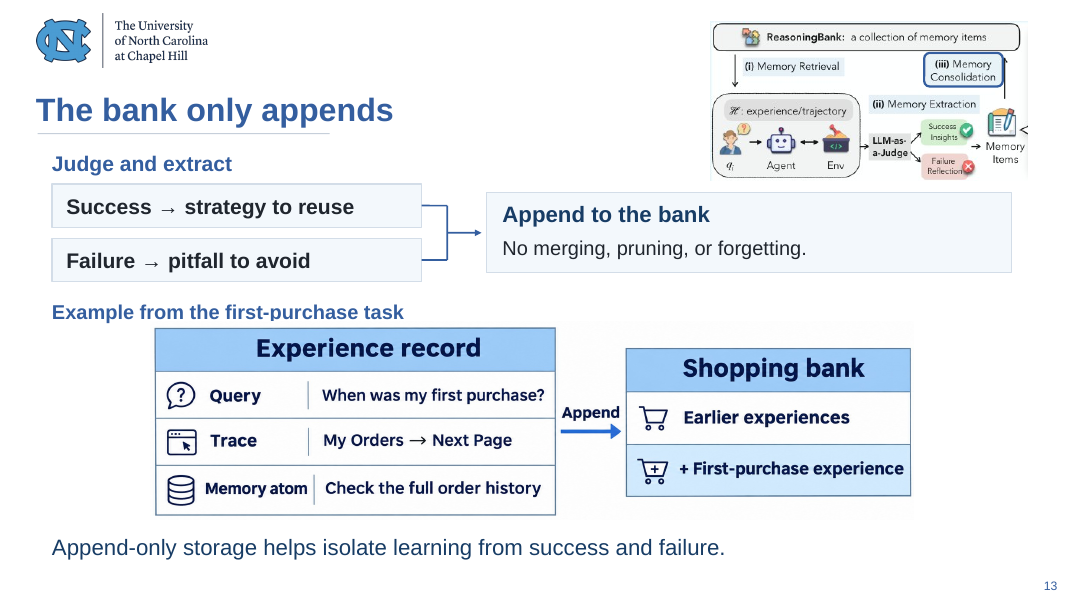 The University
of North Carolina
at Chapel Hill
ReasoningBank: a collection of memory items
(i) Memory Retrieval
(iii) Memory
Consolidation
(ii) Memory Extraction
ℋ : experience/trajectory
qi
Agent
Env
LLM-as-
a-Judge
Success
Insights
Failure
Reflection
Memory
Items
The bank only appends
Judge and extract
Success → strategy to reuse
Failure → pitfall to avoid
Append to the bank
No merging, pruning, or forgetting.
Example from the first-purchase task
Experience record
Query When was my first purchase?
Trace My Orders → Next Page
Memory atom Check the full order history
Append
Shopping bank
Earlier experiences
+ First-purchase experience
Append-only storage helps isolate learning from success and failure.
13